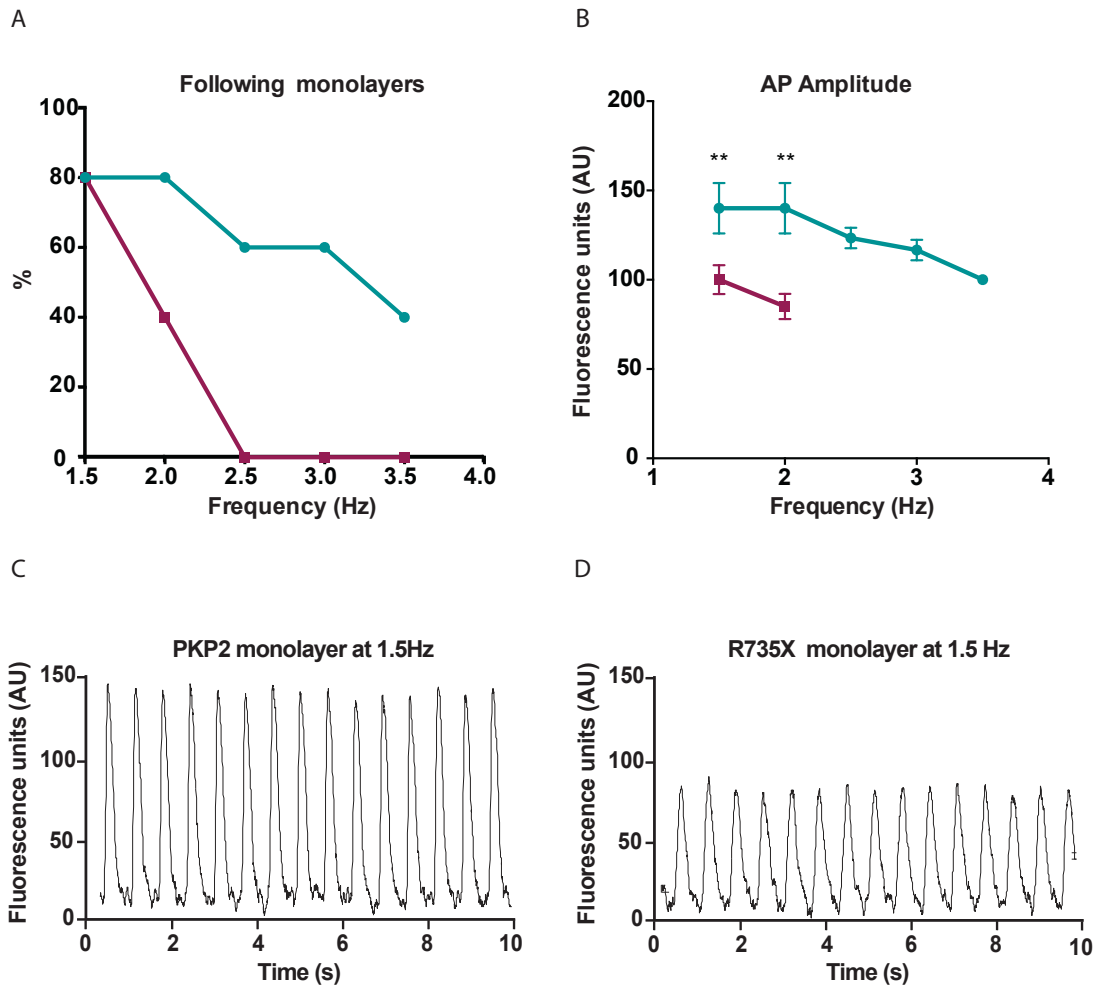 A
B
Following monolayers
100
80
60
40
20
0
%
1.5 2.0 2.5 3.0 3.5 4.0
Frequency (Hz)
AP Amplitude
200
150
100
50
0
Fluorescence units (AU)
** **
1 2 3 4
Frequency (Hz)
C
D
PKP2 monolayer at 1.5Hz
150
100
50
0
Fluorescence units (AU)
0 2 4 6 8 10
Time (s)
R735X monolayer at 1.5 Hz
150
100
50
0
Fluorescence units (AU)
0 2 4 6 8 10
Time (s)